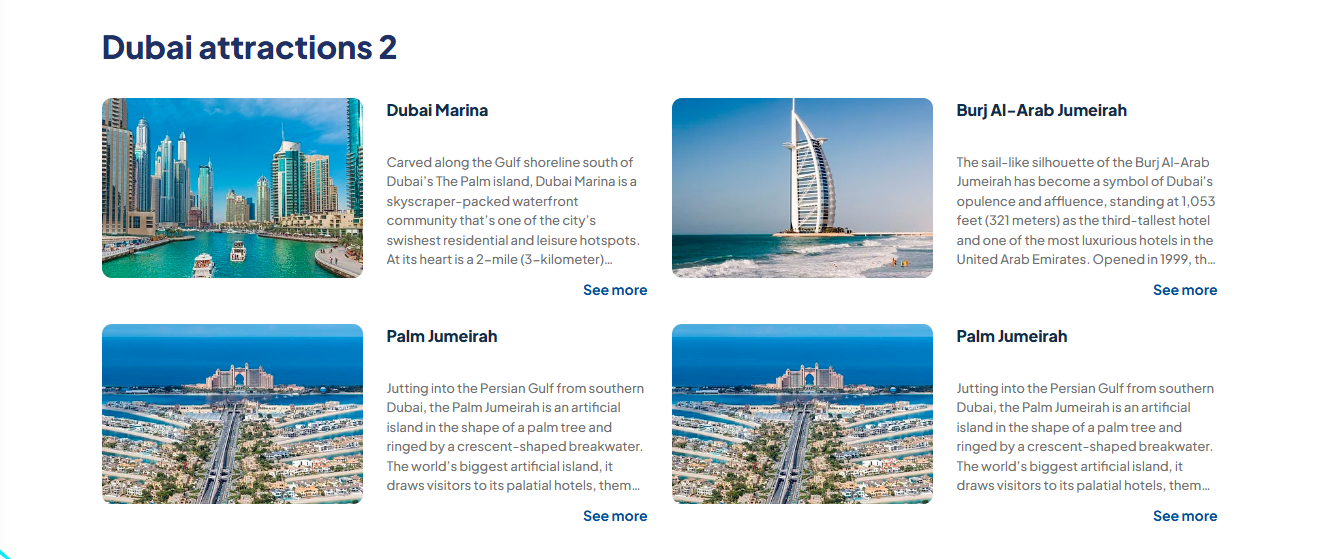 Dubai attractions 2
Dubai Marina
Carved along the Gulf shoreline south of
Dubai's The Palm island, Dubai Marina is a
skyscraper-packed waterfront
community that's one of the city's
swishest residential and leisure hotspots.
At its heart is a 2-mile (3-kilometer)...
See more
Burj Al-Arab Jumeirah
The sail-like silhouette of the Burj Al-Arab
Jumeirah has become a symbol of Dubai's
opulence and affluence, standing at 1,053
feet (321 meters) as the third-tallest hotel
and one of the most luxurious hotels in the
United Arab Emirates. Opened in 1999, th...
See more
Palm Jumeirah
Jutting into the Persian Gulf from southern
Dubai, the Palm Jumeirah is an artificial
island in the shape of a palm tree and
ringed by a crescent-shaped breakwater.
The world's biggest artificial island, it
draws visitors to its palatial hotels, them...
See more
Palm Jumeirah
Jutting into the Persian Gulf from southern
Dubai, the Palm Jumeirah is an artificial
island in the shape of a palm tree and
ringed by a crescent-shaped breakwater.
The world's biggest artificial island, it
draws visitors to its palatial hotels, them...
See more